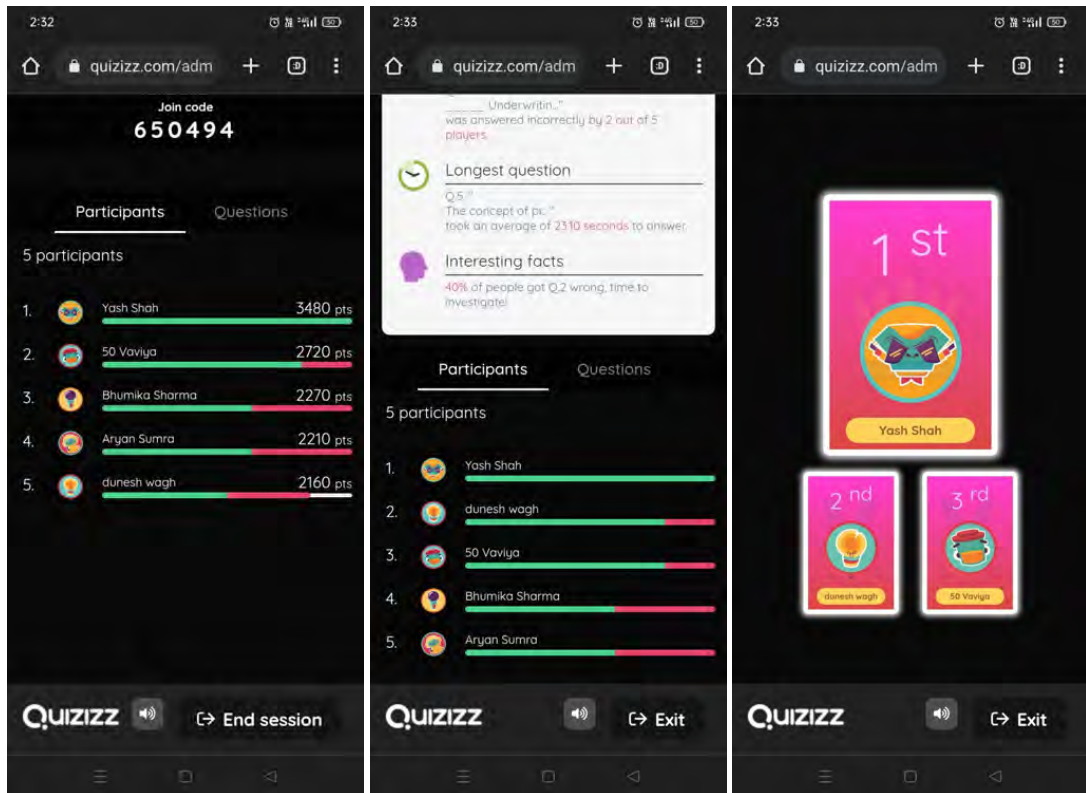 2:32
quizizz.com/adm
Join code
650494
Participants Questions
5 participants
1. Yash Shah 3480 pts
2. 50 Vaviya 2720 pts
3. Bhumika Sharma 2270 pts
4. Aryan Sumra 2210 pts
5. dunesh wagh 2160 pts
Quizizz End session
2:33
quizizz.com/adm
______ Underwritin..."
was answered incorrectly by 2 out of 5
players.
Longest question
Q.5 "
The concept of pr... "
took an average of 23.10 seconds to answer
Interesting facts
40% of people got Q.2 wrong, time to
investigate!
Participants Questions
5 participants
1. Yash Shah
2. dunesh wagh
3. 50 Vaviya
4. Bhumika Sharma
5. Aryan Sumra
Quizizz Exit
2:33
quizizz.com/adm
1 st
Yash Shah
2 nd 3 rd
dunesh wagh 50 Vaviya
Quizizz Exit